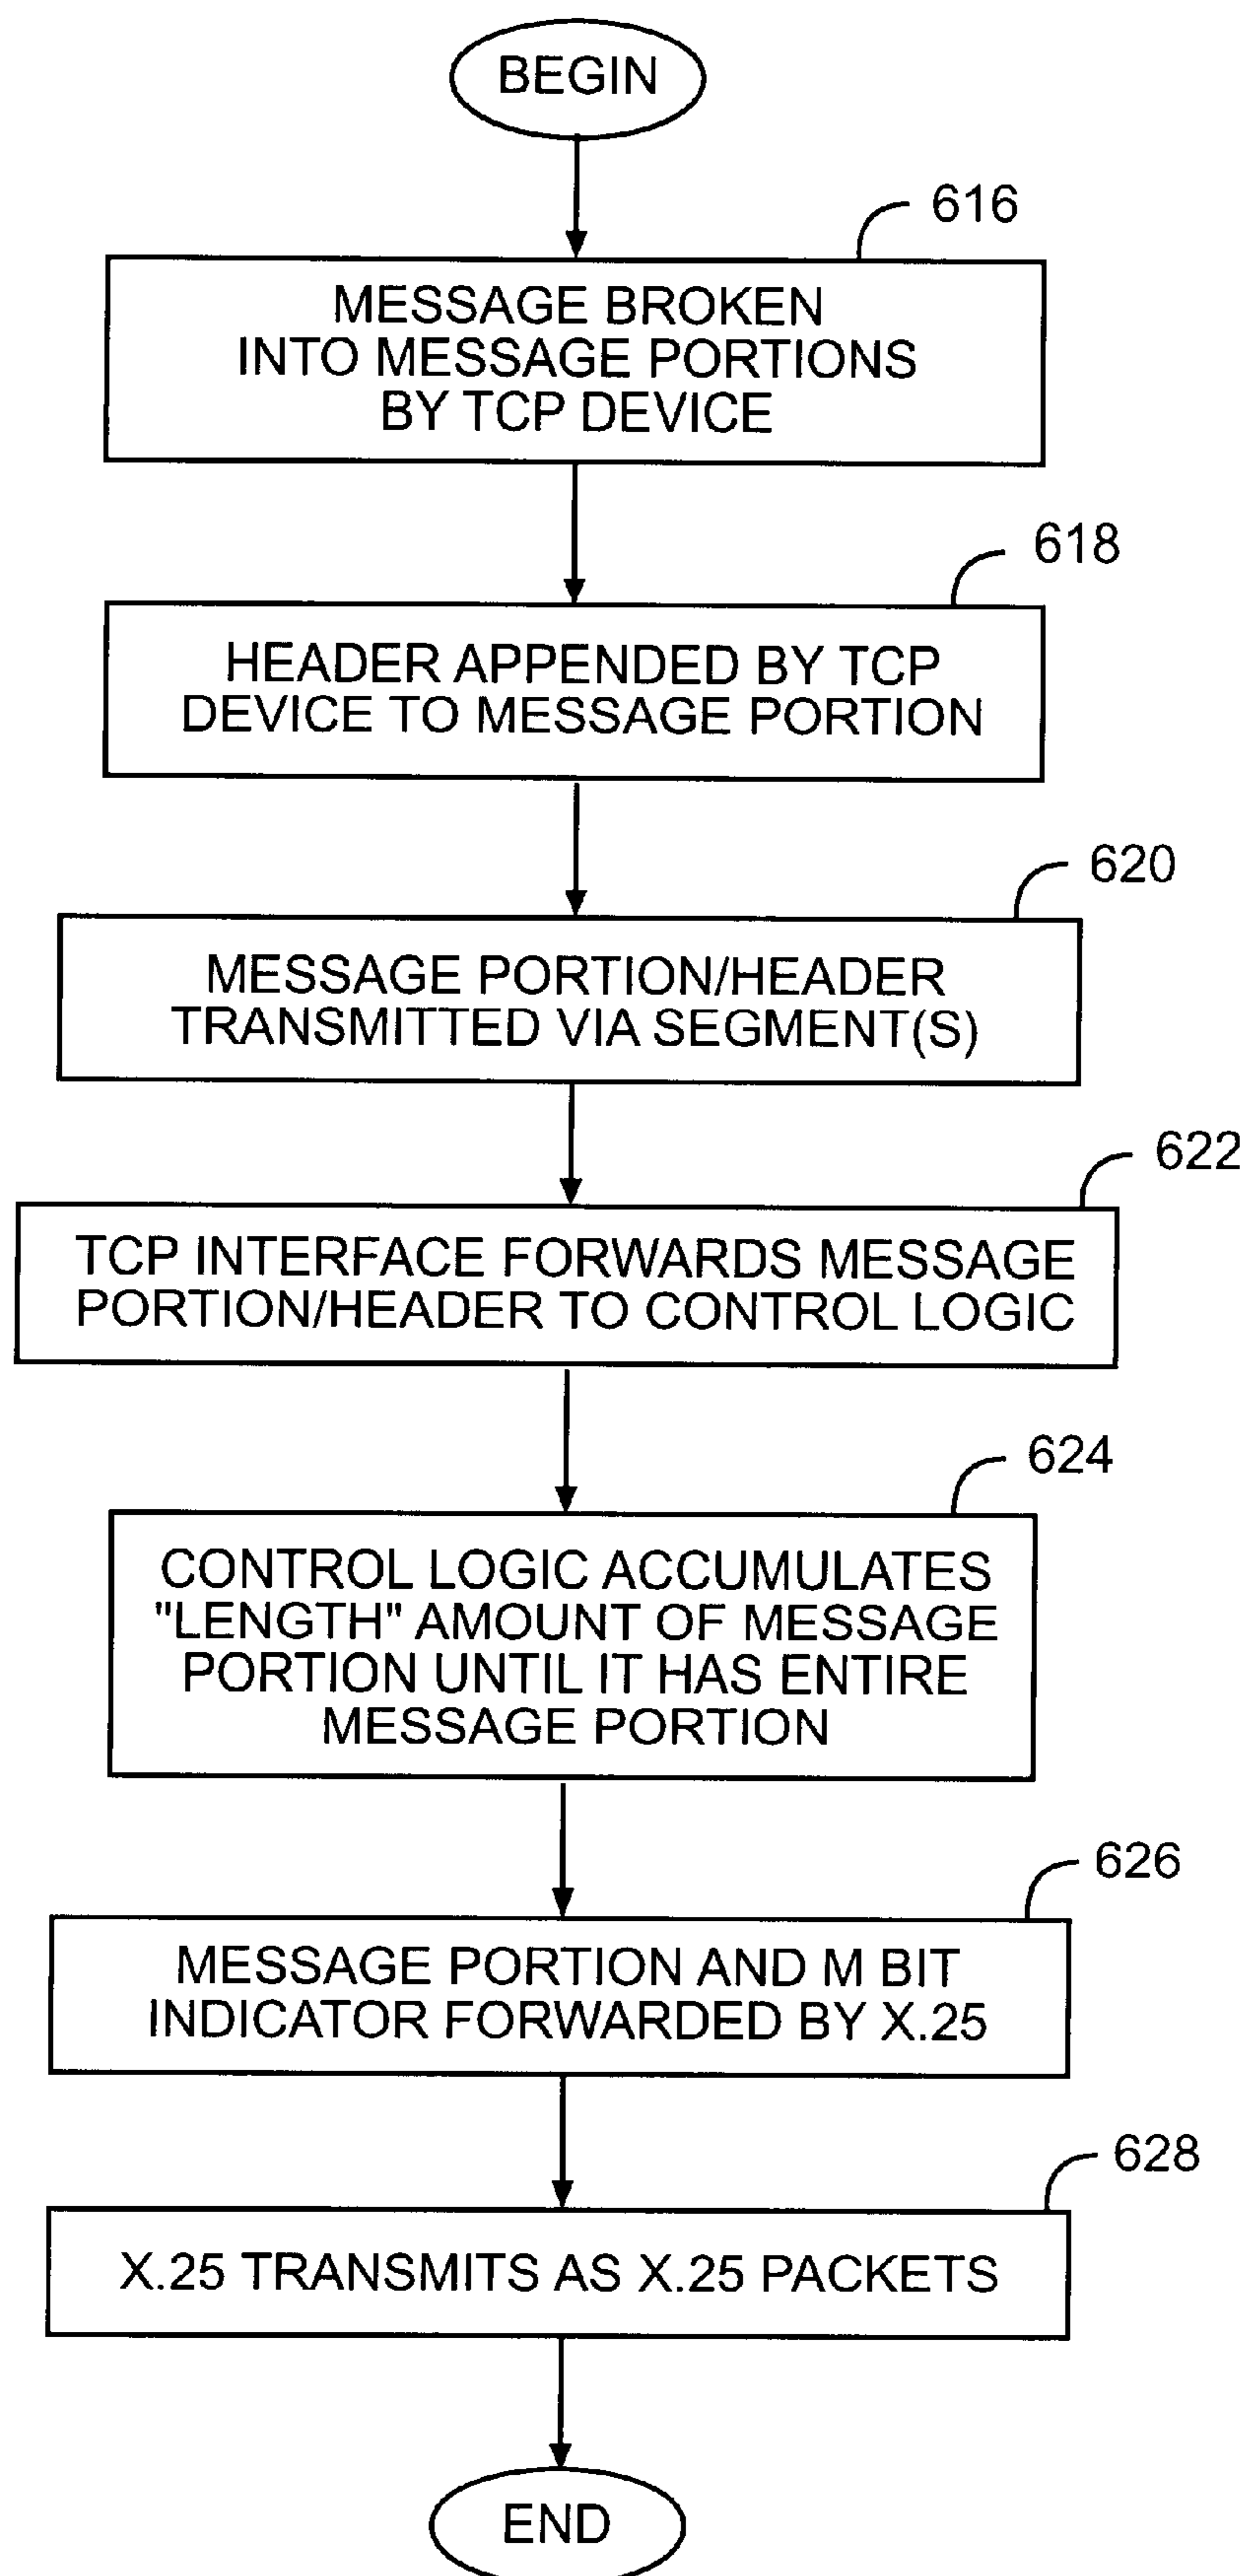 BEGIN
616
MESSAGE BROKEN
INTO MESSAGE PORTIONS
BY TCP DEVICE
618
HEADER APPENDED BY TCP
DEVICE TO MESSAGE PORTION
620
MESSAGE PORTION/HEADER
TRANSMITTED VIA SEGMENT(S)
622
TCP INTERFACE FORWARDS MESSAGE
PORTION/HEADER TO CONTROL LOGIC
624
CONTROL LOGIC ACCUMULATES
"LENGTH" AMOUNT OF MESSAGE
PORTION UNTIL IT HAS ENTIRE
MESSAGE PORTION
626
MESSAGE PORTION AND M BIT
INDICATOR FORWARDED BY X.25
628
X.25 TRANSMITS AS X.25 PACKETS
END